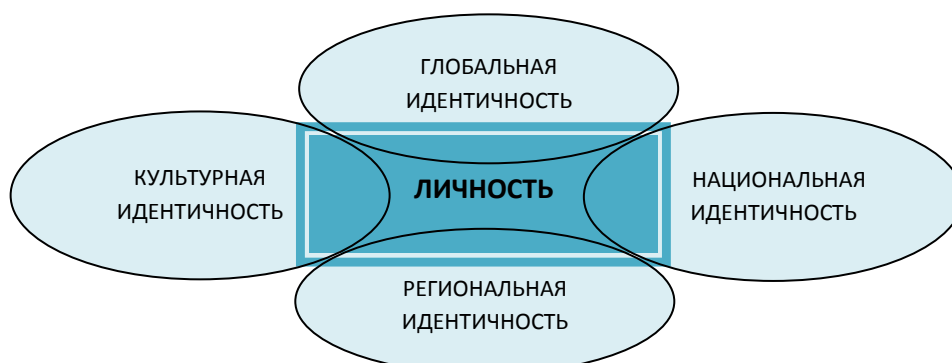 ГЛОБАЛЬНАЯ
ИДЕНТИЧНОСТЬ
КУЛЬТУРНАЯ
ИДЕНТИЧНОСТЬ
ЛИЧНОСТЬ
НАЦИОНАЛЬНАЯ
ИДЕНТИЧНОСТЬ
РЕГИОНАЛЬНАЯ
ИДЕНТИЧНОСТЬ